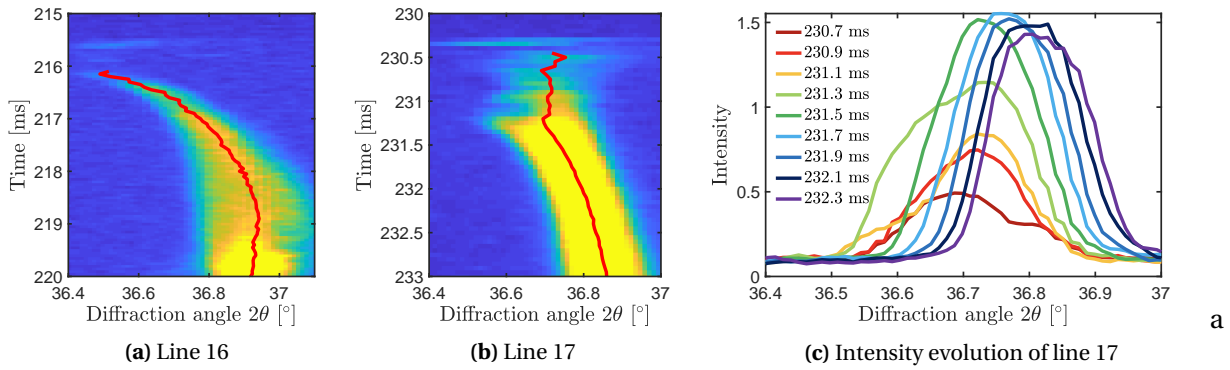 215
216
217
218
219
220
Time [ms]
36.4
36.6
36.8
37
Diffraction angle 2θ [°]
(a) Line 16
230
230.5
231
231.5
232
232.5
233
Time [ms]
36.4
36.6
36.8
37
Diffraction angle 2θ [°]
(b) Line 17
1.5
1
0.5
0
Intensity
230.7 ms
230.9 ms
231.1 ms
231.3 ms
231.5 ms
231.7 ms
231.9 ms
232.1 ms
232.3 ms
36.4
36.5
36.6
36.7
36.8
36.9
37
Diffraction angle 2θ [°]
(c) Intensity evolution of line 17
a